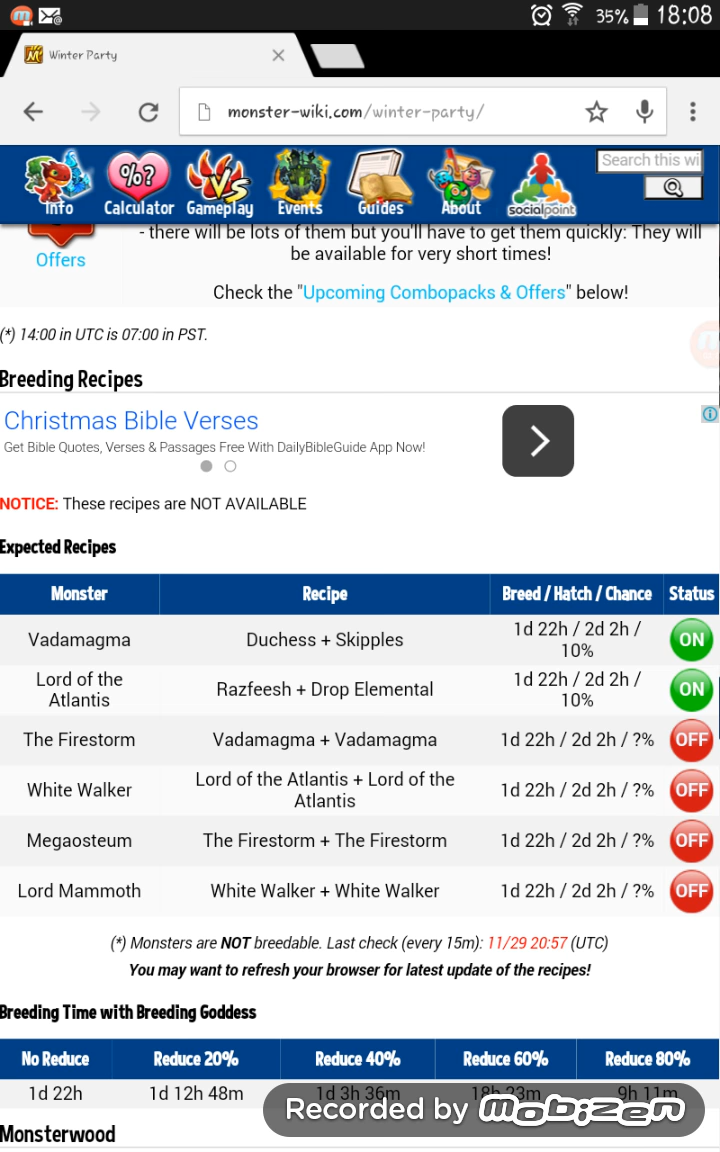 35% 18:08
Winter Party
monster-wiki.com/winter-party/
%? VS
Info Calculator Gameplay Events Guides About socialpoint
Search this wi
- there will be lots of them but you'll have to get them quickly: They will
be available for very short times!
Offers
Check the "Upcoming Combopacks & Offers" below!
(*) 14:00 in UTC is 07:00 in PST.
Breeding Recipes
Christmas Bible Verses
Get Bible Quotes, Verses & Passages Free With DailyBibleGuide App Now!
NOTICE: These recipes are NOT AVAILABLE
Expected Recipes
Monster Recipe Breed / Hatch / Chance Status
Vadamagma Duchess + Skipples 1d 22h / 2d 2h /
10% ON
Lord of the
Atlantis Razfeesh + Drop Elemental 1d 22h / 2d 2h /
10% ON
The Firestorm Vadamagma + Vadamagma 1d 22h / 2d 2h / ?% OFF
White Walker Lord of the Atlantis + Lord of the
Atlantis 1d 22h / 2d 2h / ?% OFF
Megaosteum The Firestorm + The Firestorm 1d 22h / 2d 2h / ?% OFF
Lord Mammoth White Walker + White Walker 1d 22h / 2d 2h / ?% OFF
(*) Monsters are NOT breedable. Last check (every 15m): 11/29 20:57 (UTC)
You may want to refresh your browser for latest update of the recipes!
Breeding Time with Breeding Goddess
No Reduce Reduce 20% Reduce 40% Reduce 60% Reduce 80%
1d 22h 1d 12h 48m 1d 3h 36m 18h 23m 9h 11m
Recorded by mobizen
Monsterwood